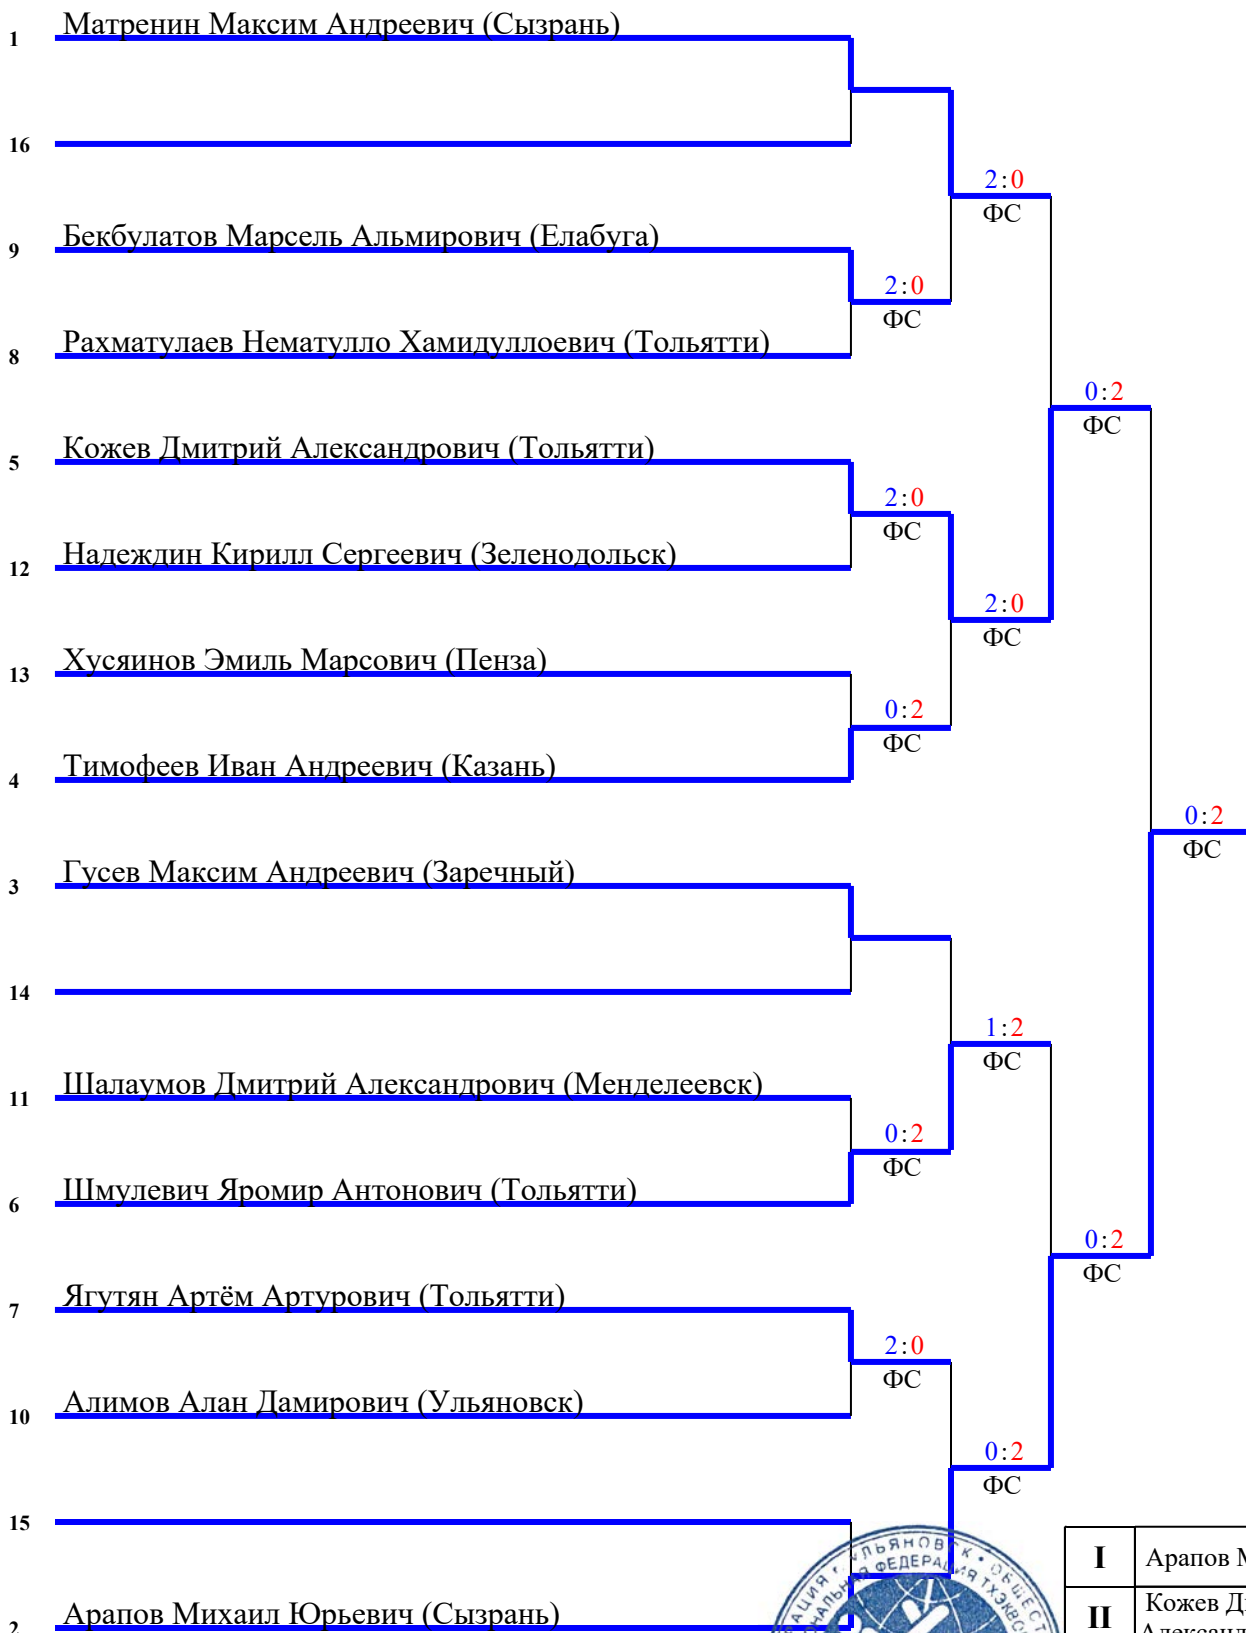 1 Матренин Максим Андреевич (Сызрань)
16
2:0
ФС
9 Бекбулатов Марсель Альмирович (Елабуга)
2:0
ФС
8 Рахматулаев Нематулло Хамидуллоевич (Тольятти)
0:2
ФС
5 Кожев Дмитрий Александрович (Тольятти)
2:0
ФС
12 Надеждин Кирилл Сергеевич (Зеленодольск)
2:0
ФС
13 Хусяинов Эмиль Марсович (Пенза)
0:2
ФС
4 Тимофеев Иван Андреевич (Казань)
0:2
ФС
3 Гусев Максим Андреевич (Заречный)
14
1:2
ФС
11 Шалаумов Дмитрий Александрович (Менделеевск)
0:2
ФС
6 Шмулевич Яромир Антонович (Тольятти)
0:2
ФС
7 Ягутян Артём Артурович (Тольятти)
2:0
ФС
10 Алимов Алан Дамирович (Ульяновск)
0:2
ФС
15
I Арапов М
2 Арапов Михаил Юрьевич (Сызрань)
II Кожев Д
Александ
УЛЬЯНОВСК • ОБЩЕСТ
ФЕДЕРАЦИЯ ТХЭКВО